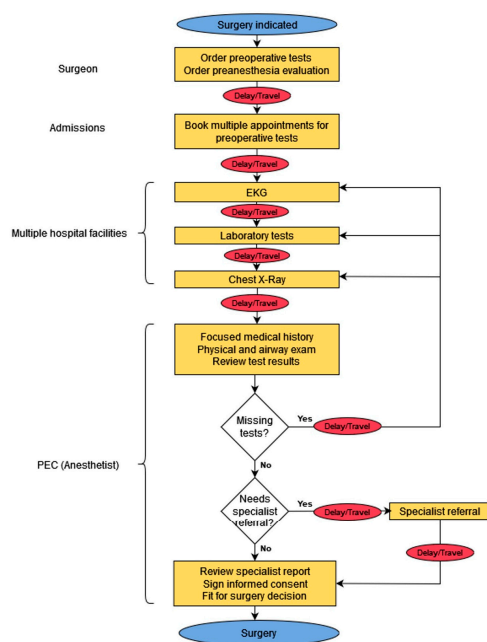 Surgery indicated
Surgeon
Order preoperative tests
Order preanesthesia evaluation
Delay/Travel
Admissions
Book multiple appointments for
preoperative tests
Delay/Travel
Multiple hospital facilities
EKG
Delay/Travel
Laboratory tests
Delay/Travel
Chest X-Ray
Delay/Travel
PEC (Anesthetist)
Focused medical history
Physical and airway exam
Review test results
Missing
tests?
Yes
Delay/Travel
No
Needs
specialist
referral?
Yes
Delay/Travel
Specialist referral
Delay/Travel
No
Review specialist report
Sign informed consent
Fit for surgery decision
Surgery